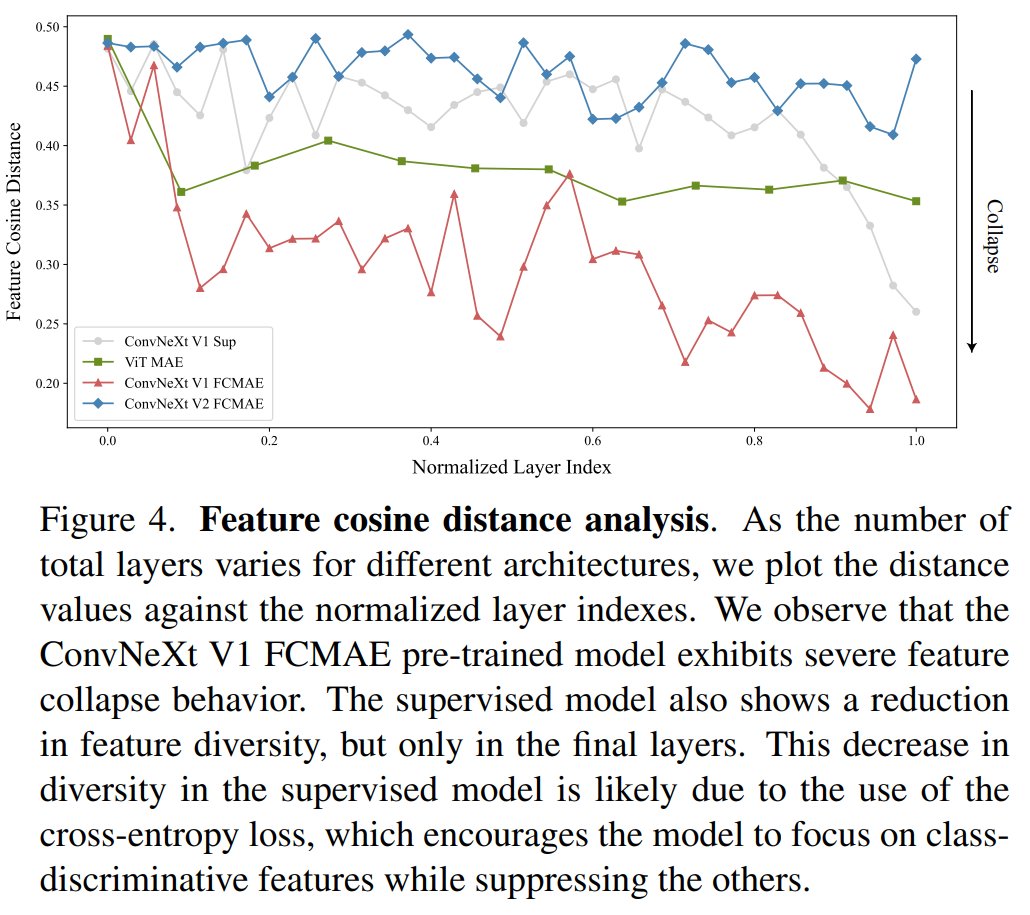 0.50
0.45
0.40
0.35
0.30
0.25
0.20
Feature Cosine Distance
Collapse
ConvNeXt V1 Sup
ViT MAE
ConvNeXt V1 FCMAE
ConvNeXt V2 FCMAE
0.0 0.2 0.4 0.6 0.8 1.0
Normalized Layer Index
Figure 4. Feature cosine distance analysis. As the number of
total layers varies for different architectures, we plot the distance
values against the normalized layer indexes. We observe that the
ConvNeXt V1 FCMAE pre-trained model exhibits severe feature
collapse behavior. The supervised model also shows a reduction
in feature diversity, but only in the final layers. This decrease in
diversity in the supervised model is likely due to the use of the
cross-entropy loss, which encourages the model to focus on class-
discriminative features while suppressing the others.